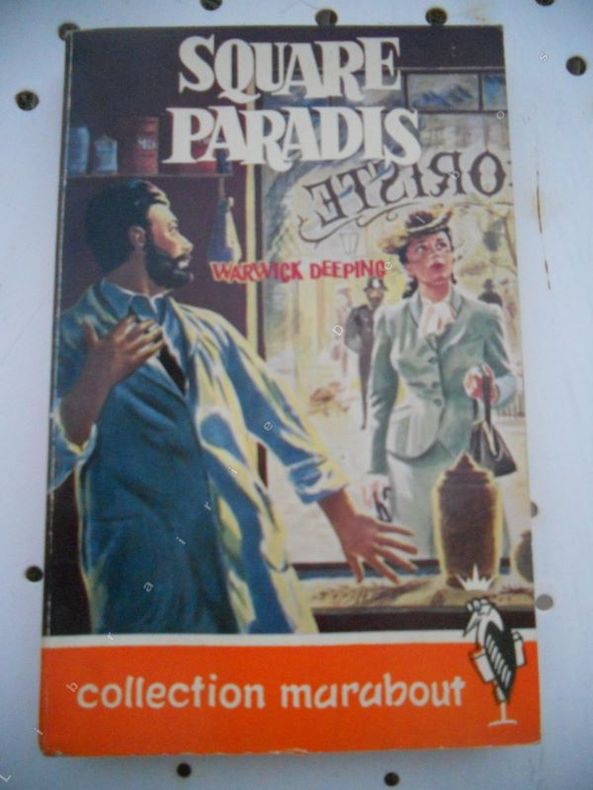 SQUARE
PARADIS
ORISTE
WARWICK DEEPING
collection marabout